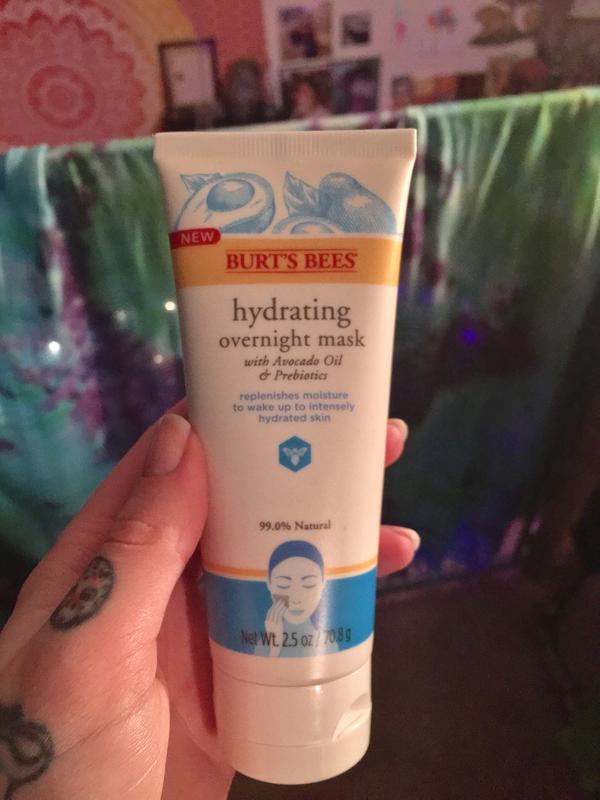 NEW
BURT'S BEES®
hydrating
overnight mask
with Avocado Oil
& Prebiotics
replenishes moisture
to wake up to intensely
hydrated skin
99.0% Natural
Net Wt. 2.5 oz / 70.8 g